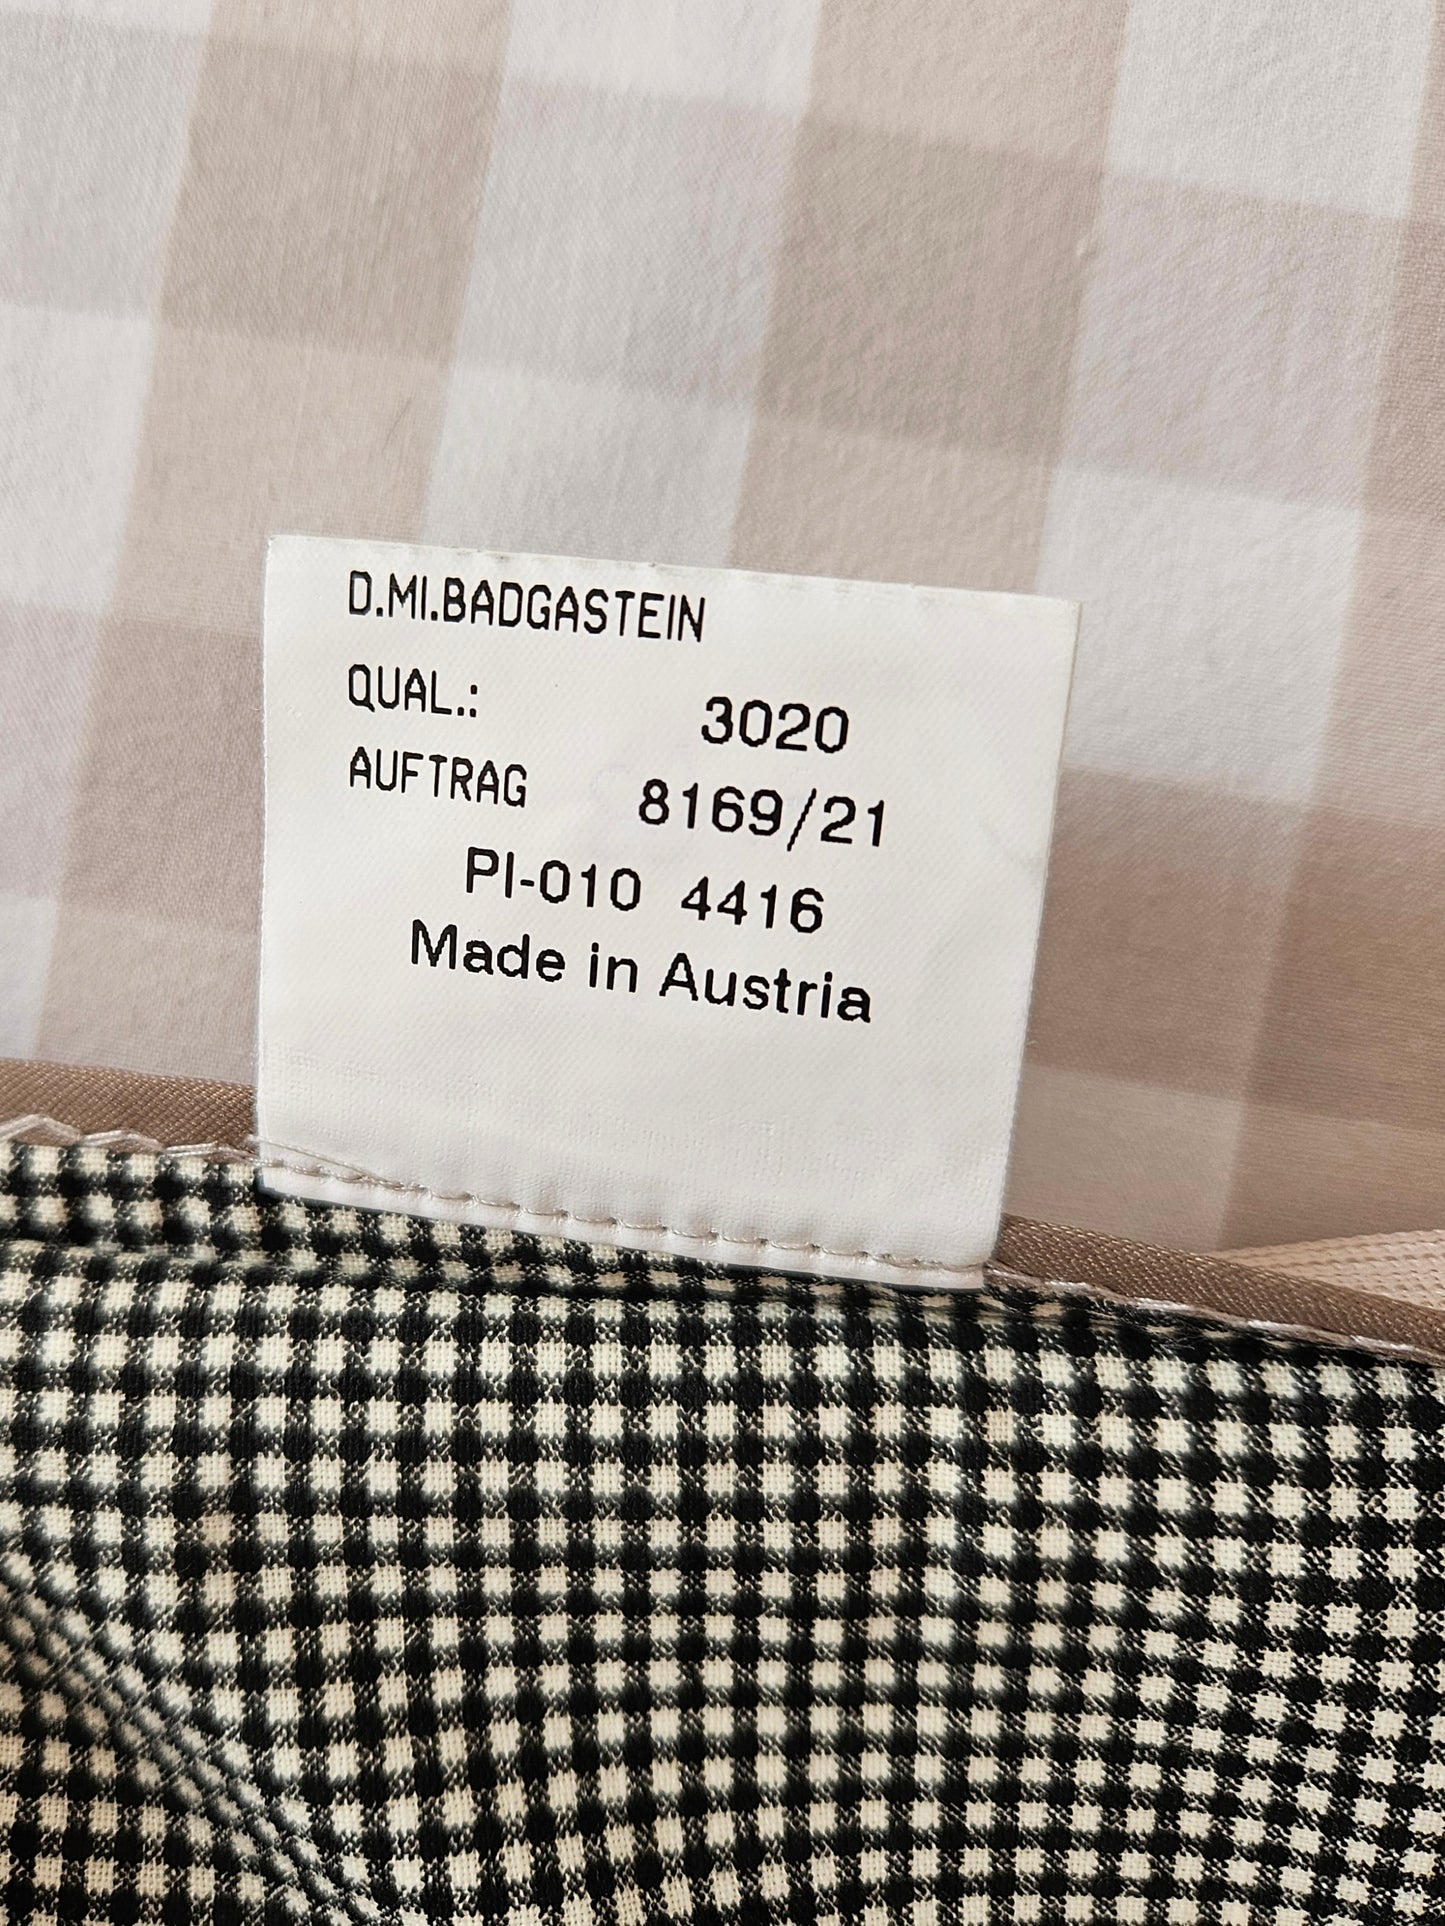 D.MI.BADGASTEIN
QUAL.: 3020
AUFTRAG 8169/21
PI-010 4416
Made in Austria